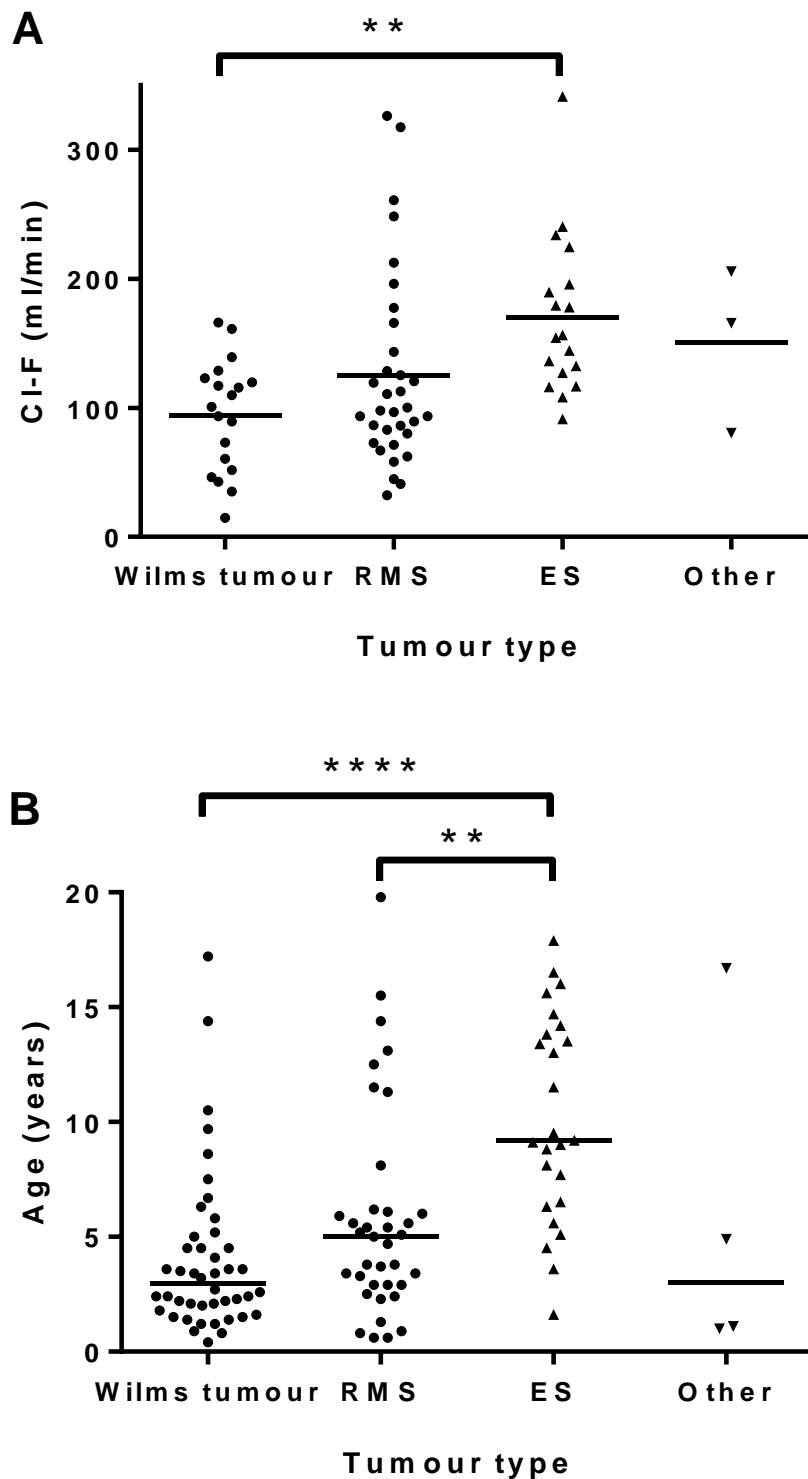 A
**
300
200
100
0
Cl-F (ml/min)
Wilms tumour RMS ES Other
Tumour type
****
B
**
20
15
10
5
0
Age (years)
Wilms tumour RMS ES Other
Tumour type